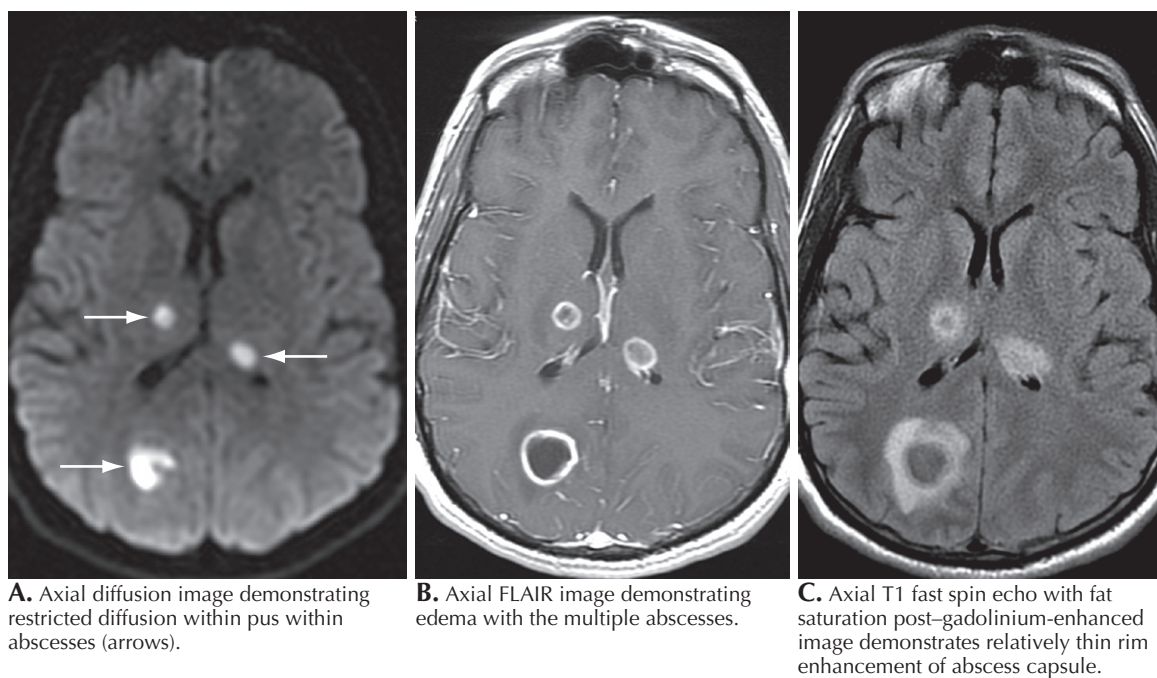 A. Axial diffusion image demonstrating
restricted diffusion within pus within
abscesses (arrows).
B. Axial FLAIR image demonstrating
edema with the multiple abscesses.
C. Axial T1 fast spin echo with fat
saturation post–gadolinium-enhanced
image demonstrates relatively thin rim
enhancement of abscess capsule.